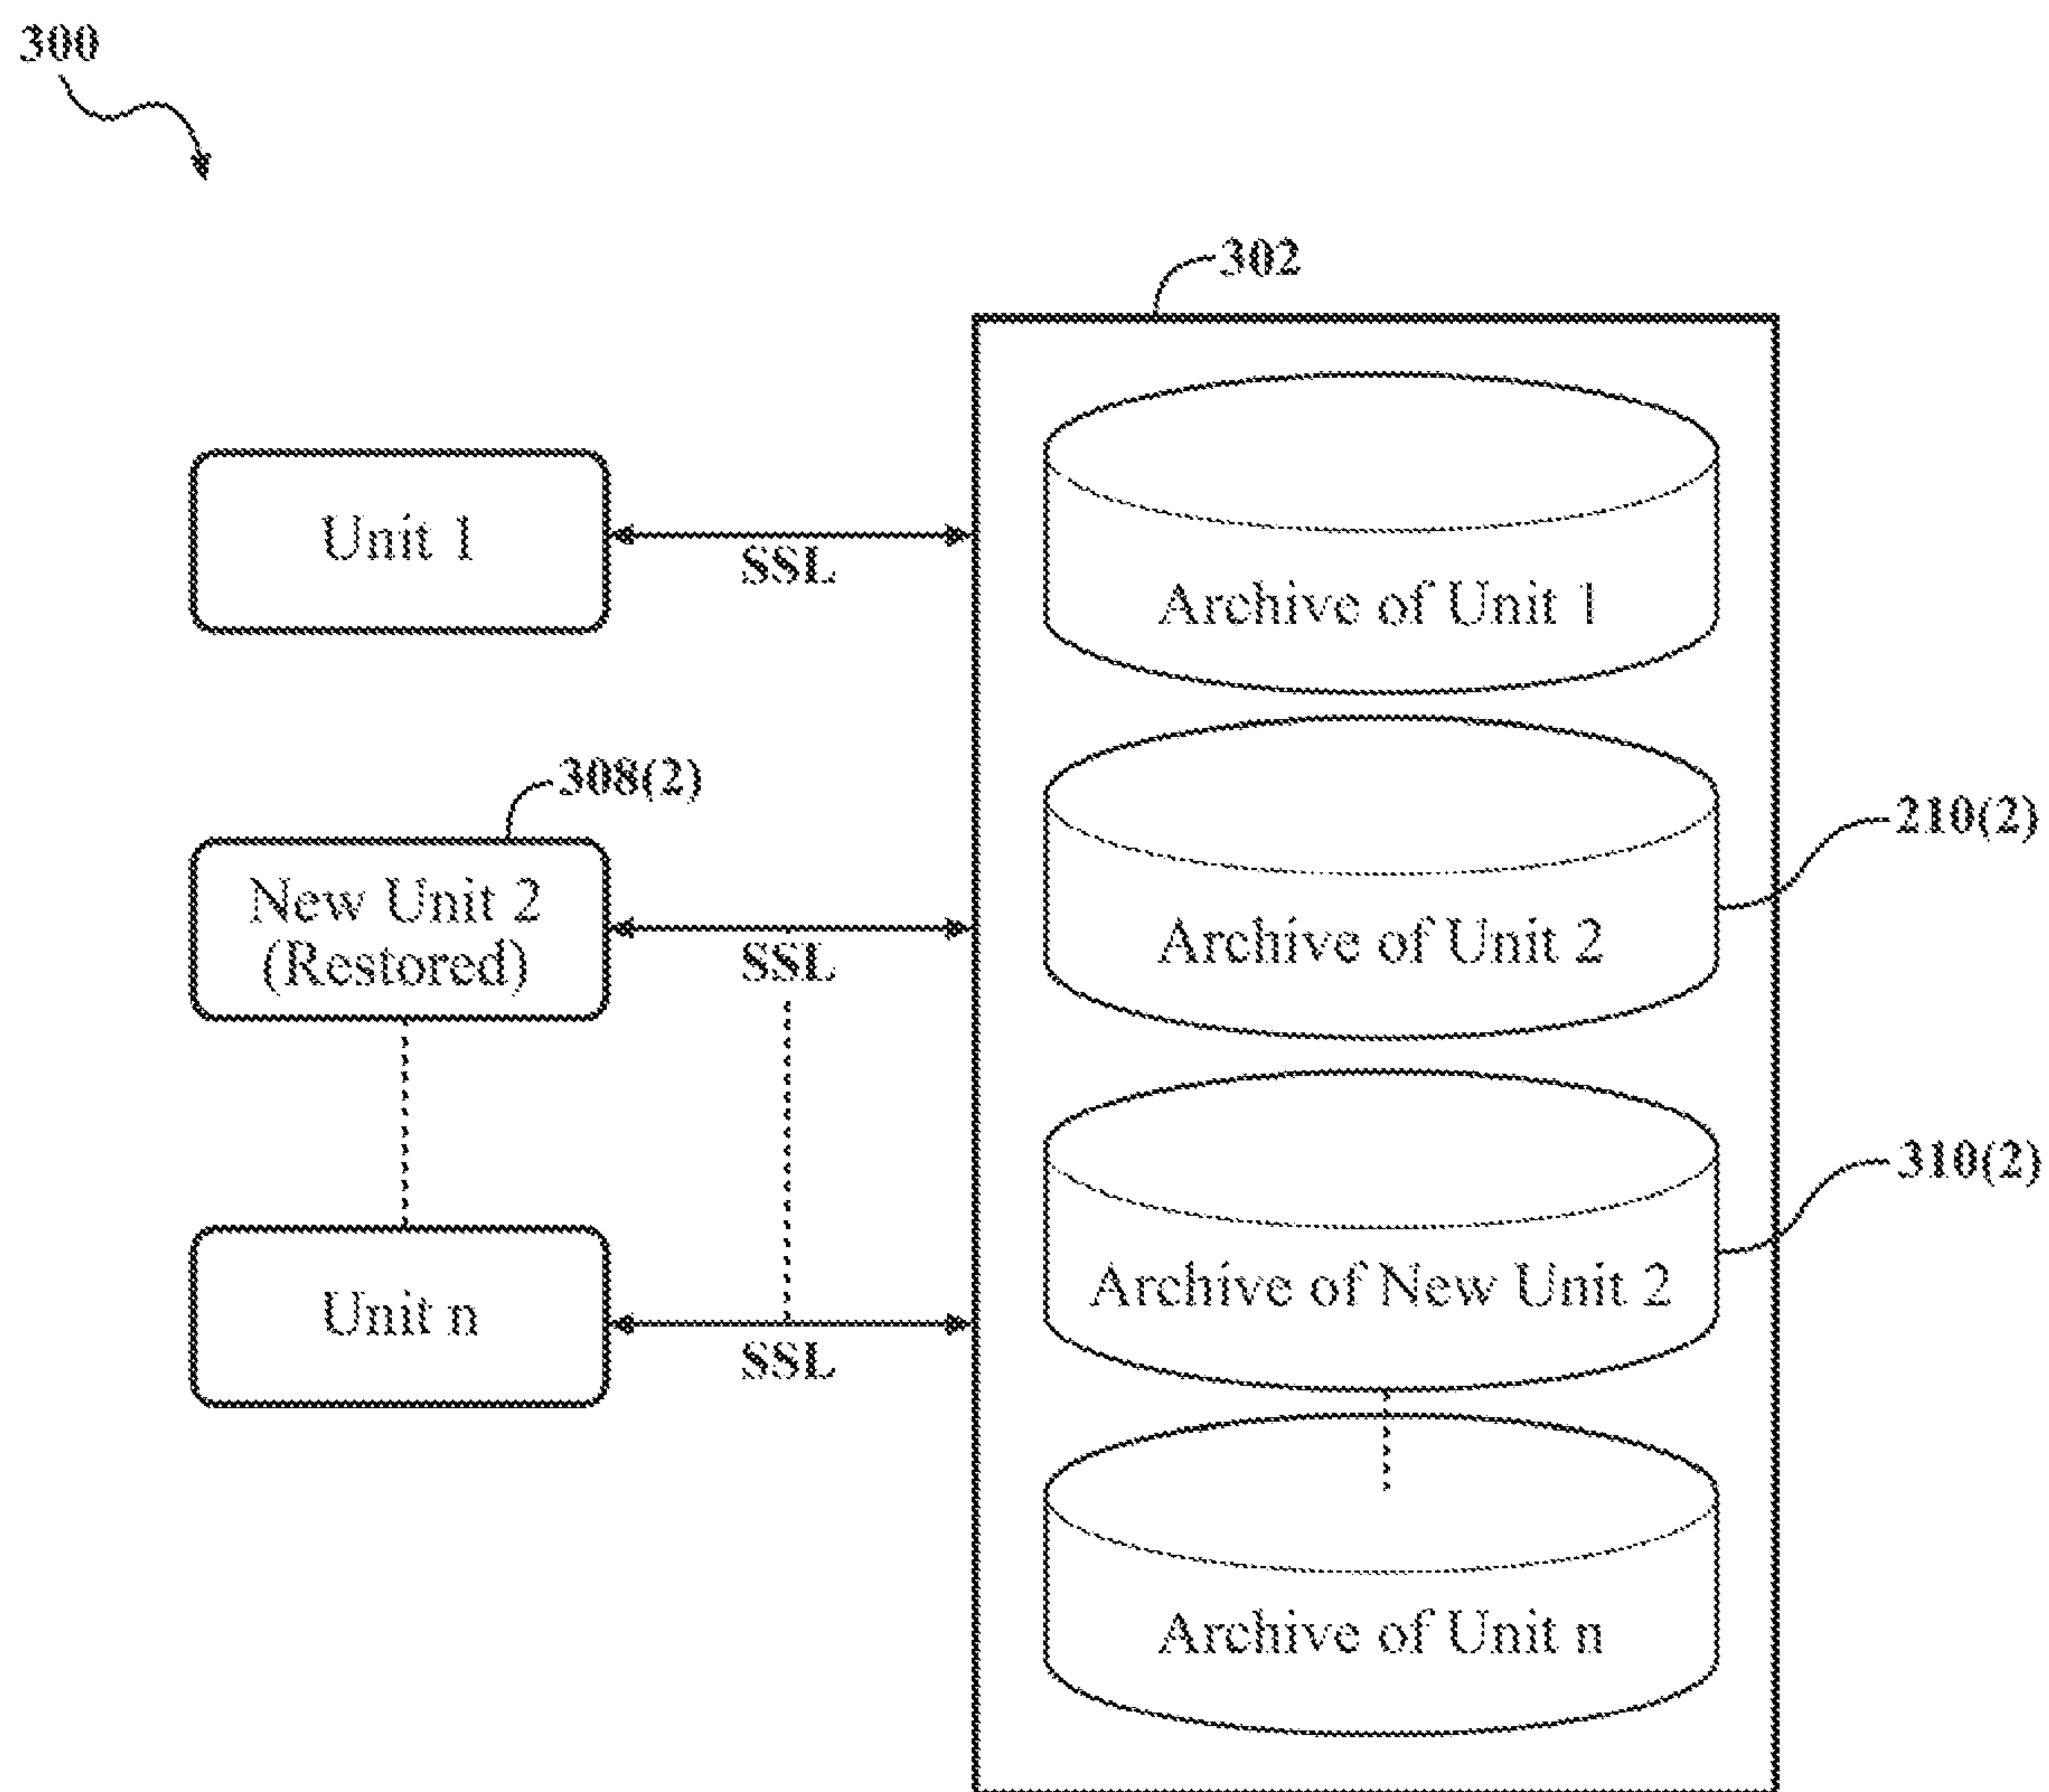 300
302
Unit 1
SSL
Archive of Unit 1
308(2)
New Unit 2
(Restored)
SSL
Archive of Unit 2
210(2)
Archive of New Unit 2
310(2)
Unit n
SSL
Archive of Unit n